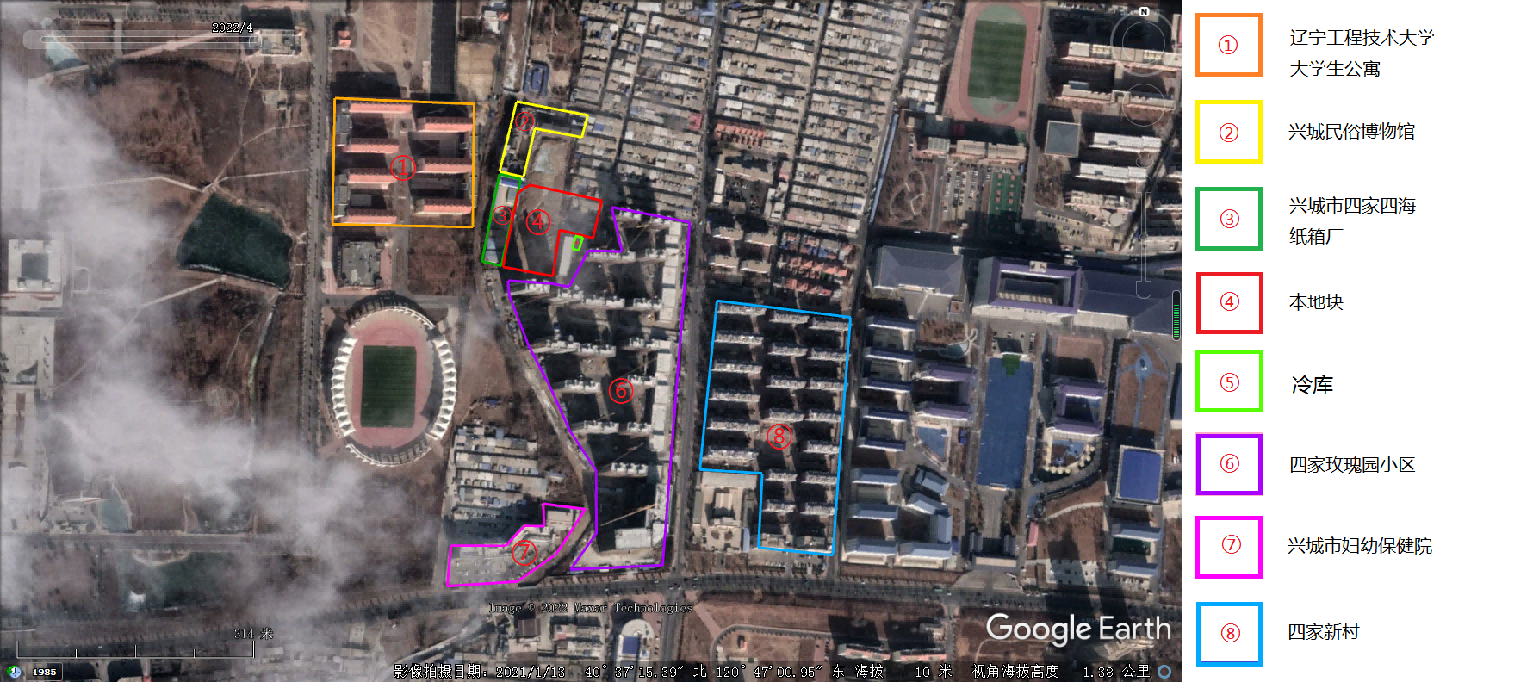 2022/4
N
①
②
③
④
⑥
⑦
⑧
Image © 2022 Maxar Technologies
314 米
1985
影像拍摄日期: 2021/1/13 40° 37'15.39" 北 120° 47'00.95" 东 海拔 10 米 视角海拔高度 1.38 公里
Google Earth
① 辽宁工程技术大学
大学生公寓
② 兴城民俗博物馆
③ 兴城市四家四海
纸箱厂
④ 本地块
⑤ 冷库
⑥ 四家玫瑰园小区
⑦ 兴城市妇幼保健院
⑧ 四家新村